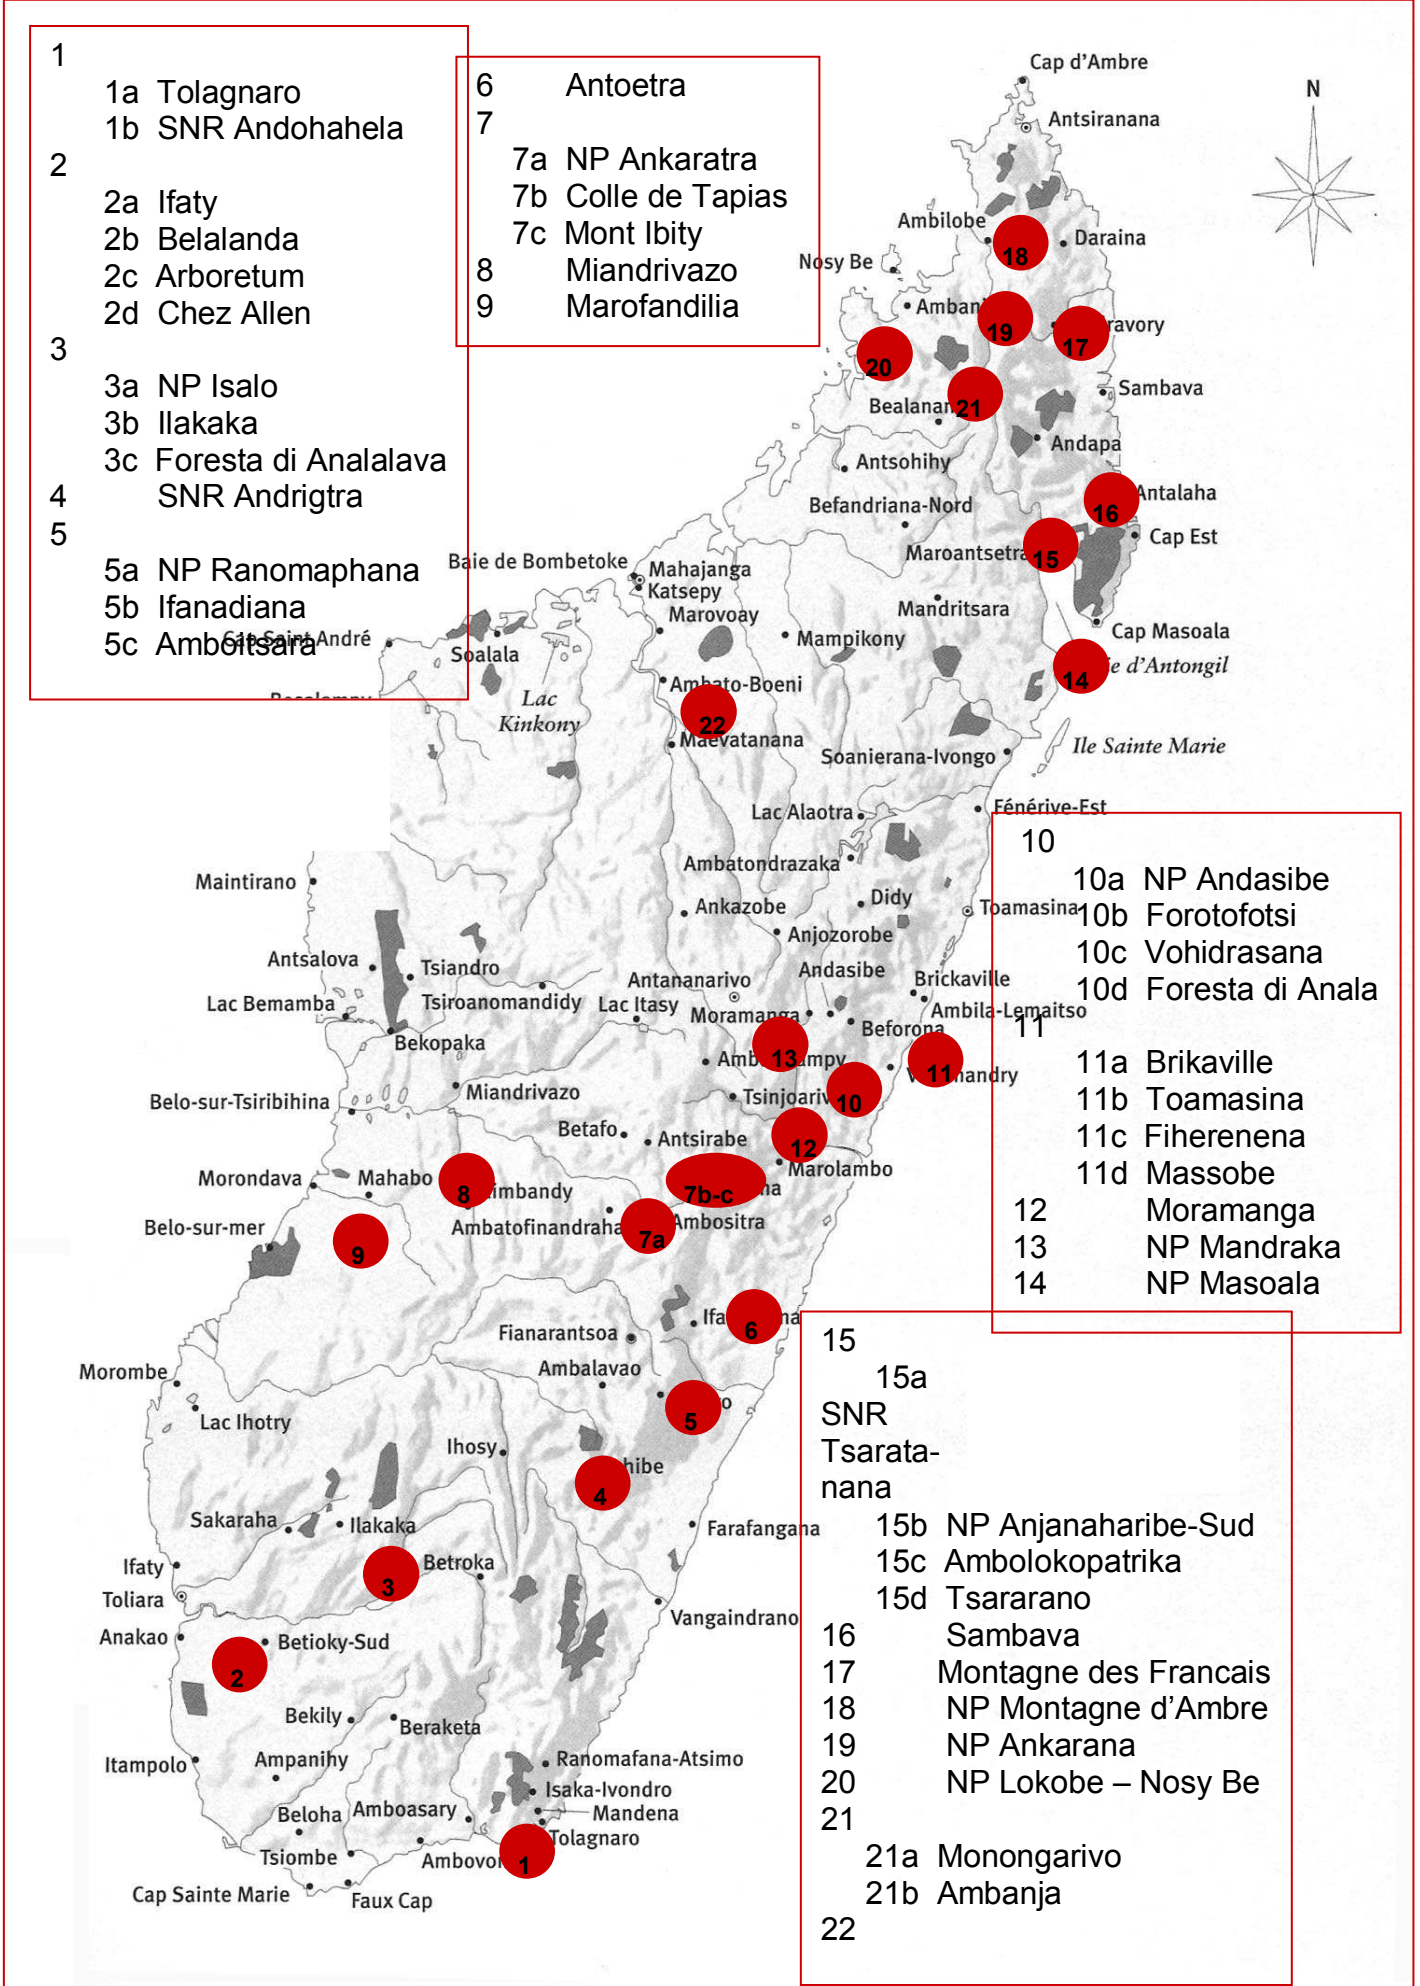 1
1a Tolagnaro
1b SNR Andohahela
2
2a Ifaty
2b Belalanda
2c Arboretum
2d Chez Allen
3
3a NP Isalo
3b Ilakaka
3c Foresta di Analalava
4 SNR Andrigtra
5
5a NP Ranomaphana
5b Ifanadiana
5c Amboitsara
6 Antoetra
7
7a NP Ankaratra
7b Colle de Tapias
7c Mont Ibity
8 Miandrivazo
9 Marofandilia
Cap d'Ambre
N
Antsiranana
Ambilobe
18
Daraina
Nosy Be
19
17
20
21
Sambava
Andapa
Antsohihy
Befandriana-Nord
16
Antalaha
Maroantsetra
15
Cap Est
Baie de Bombetoke
Mahajanga
Katsepy
Marovoay
Mandritsara
Mampikony
Cap Masoala
Cap Saint André
Soalala
14
Ambato-Boeni
Lac
Kinkony
22
Maevatanana
Soanierana-Ivongo
Ile Sainte Marie
Lac Alaotra
Fénérive-Est
Ambatondrazaka
Maintirano
Ankazobe
Didy
Toamasina
Anjozorobe
Antsalova
Tsiandro
Antananarivo
Andasibe
Brickaville
Lac Bemamba
Tsiroanomandidy
Lac Itasy
Moramanga
Ambila-Lemaitso
Beforona
Bekopaka
13
11
Miandrivazo
10
Belo-sur-Tsiribihina
Betafo
Antsirabe
12
Marolambo
Morondava
Mahabo
8
7b-c
Belo-sur-mer
9
7a
Ambositra
6
Fianarantsoa
Ambalavao
Morombe
Lac Ihotry
5
Ihosy
4
Sakaraha
Ilakaka
Farafangana
Ifaty
3
Betroka
Toliara
Vangaindrano
Anakao
Betioky-Sud
2
Bekily
Beraketa
Itampolo
Ampanihy
Ranomafana-Atsimo
Isaka-Ivondro
Beloha
Amboasary
Mandena
Tolagnaro
Tsiombe
1
Cap Sainte Marie
Faux Cap
10
10a NP Andasibe
10b Forotofotsi
10c Vohidrasana
10d Foresta di Anala
11
11a Brikaville
11b Toamasina
11c Fiherenena
11d Massobe
12 Moramanga
13 NP Mandraka
14 NP Masoala
15
15a
SNR
Tsarata-
nana
15b NP Anjanaharibe-Sud
15c Ambolokopatrika
15d Tsararano
16 Sambava
17 Montagne des Francais
18 NP Montagne d’Ambre
19 NP Ankarana
20 NP Lokobe – Nosy Be
21
21a Monongarivo
21b Ambanja
22